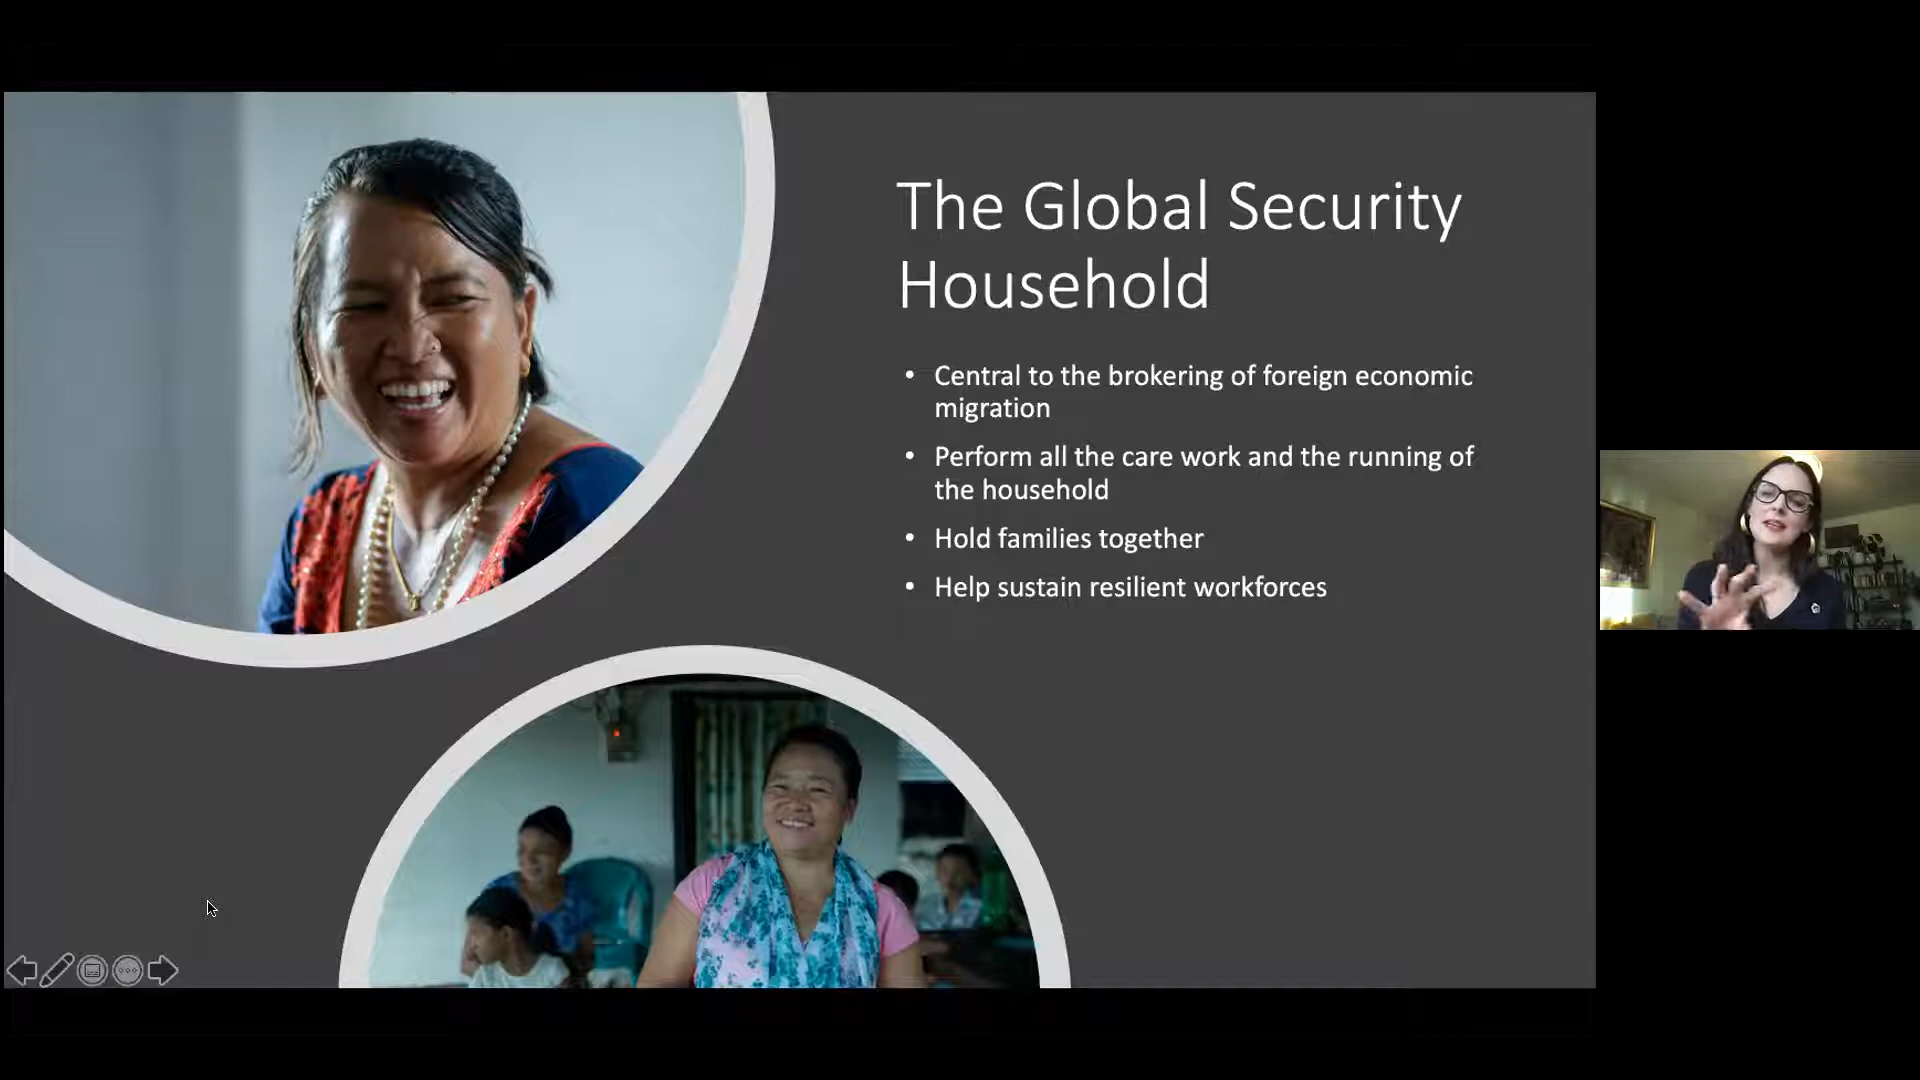 The Global Security
Household
• Central to the brokering of foreign economic
migration
• Perform all the care work and the running of
the household
• Hold families together
• Help sustain resilient workforces